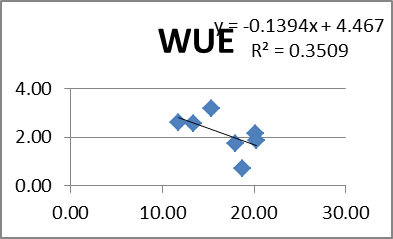 WUE
y = -0.1394x + 4.467
R² = 0.3509
4.00
2.00
0.00
0.00 10.00 20.00 30.00